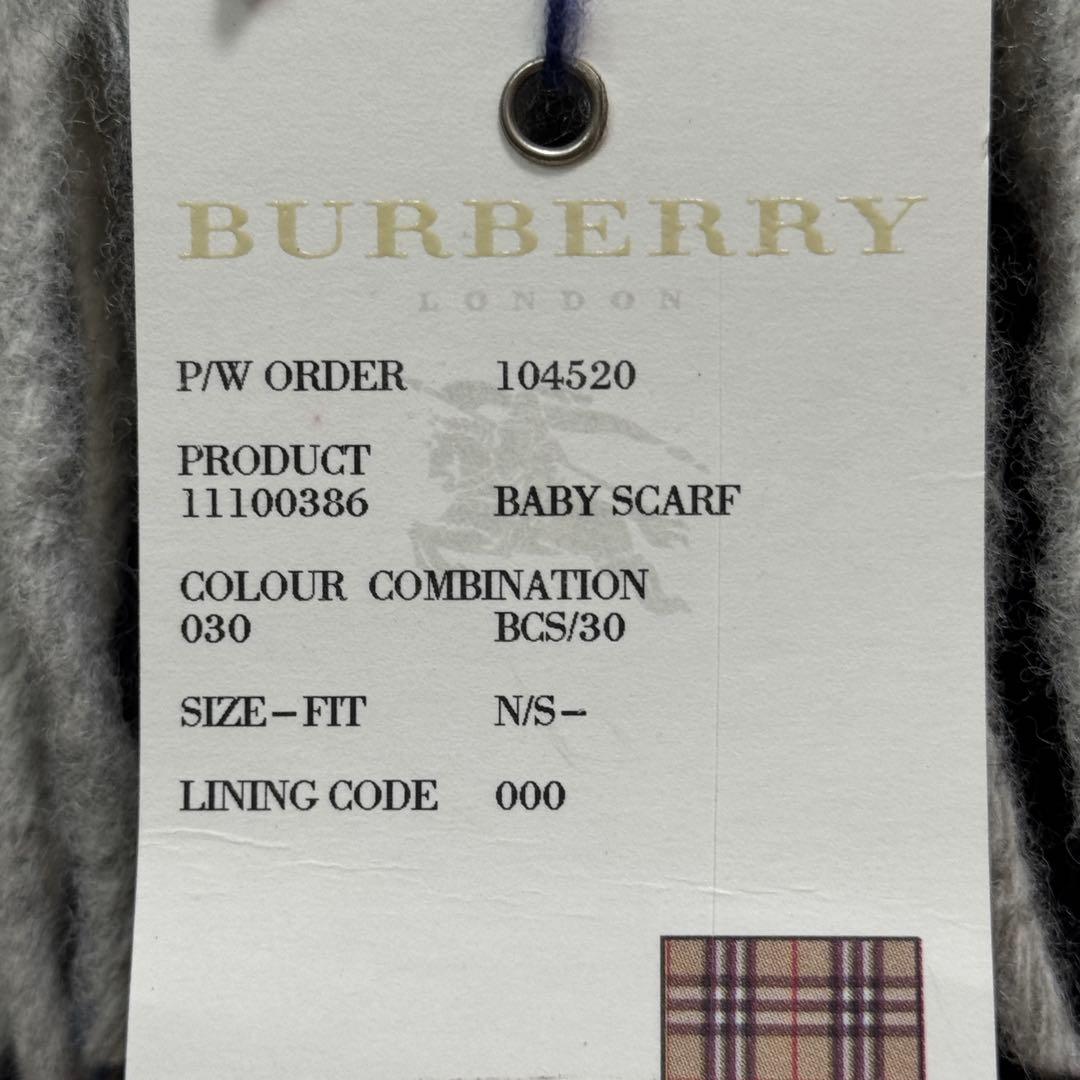 BURBERRY
LONDON
P/W ORDER 104520
PRODUCT
11100386 BABY SCARF
COLOUR COMBINATION
030 BCS/30
SIZE-FIT N/S-
LINING CODE 000